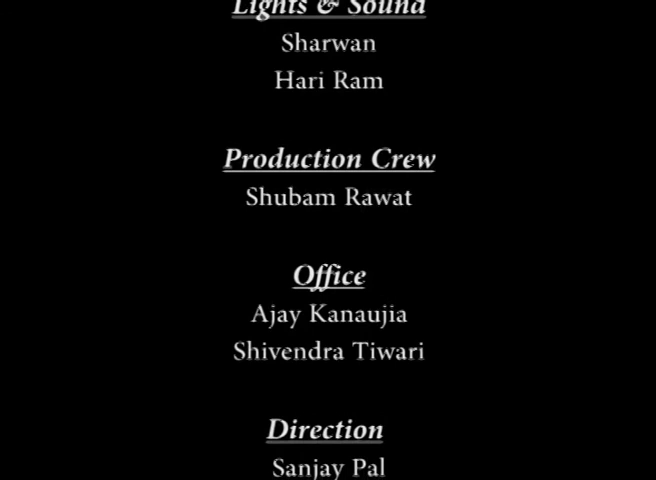 Lights & Sound
Sharwan
Hari Ram
Production Crew
Shubam Rawat
Office
Ajay Kanaujia
Shivendra Tiwari
Direction
Sanjay Pal